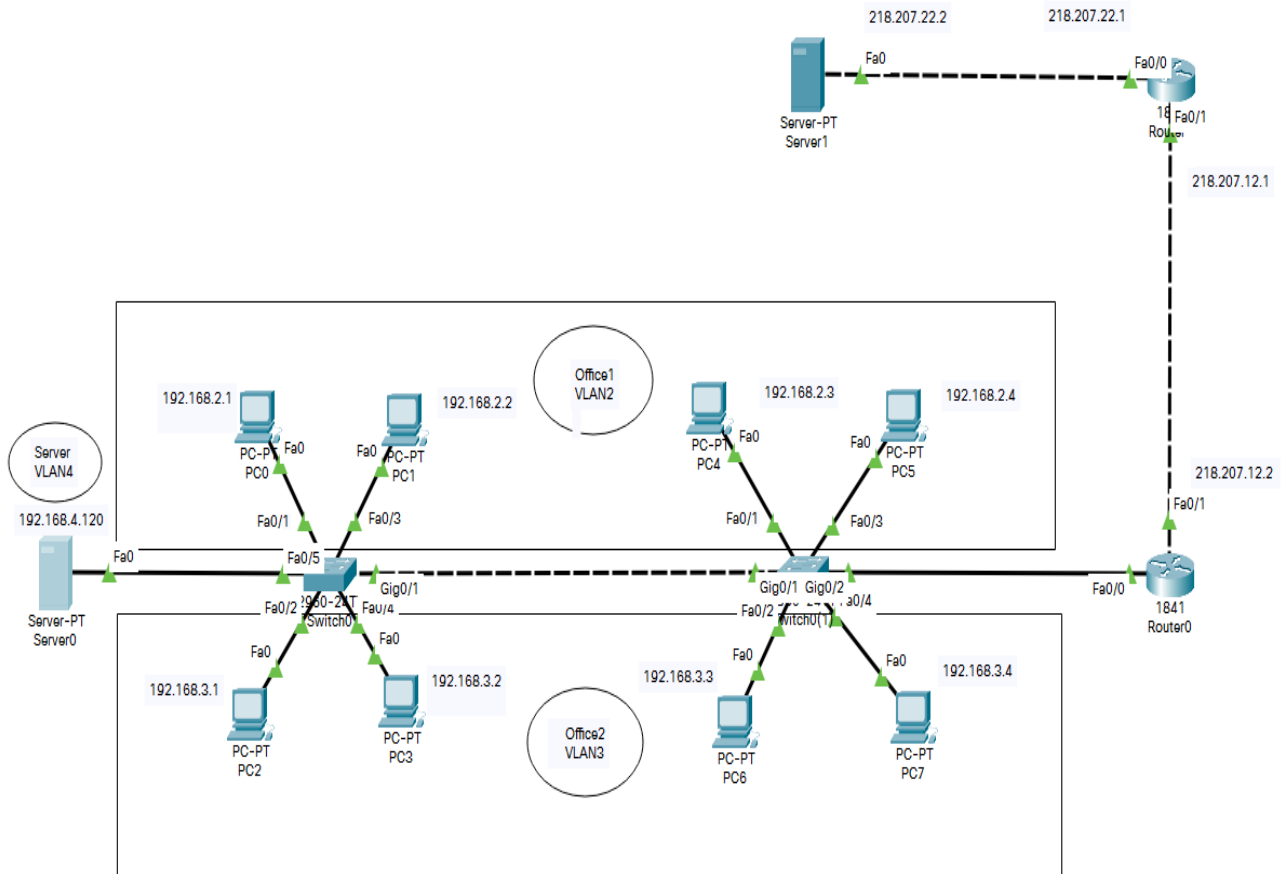 218.207.22.2
218.207.22.1
Fa0
Fa0/0
Server-PT
Server1
Fa0/1
218.207.12.1
Office1
VLAN2
192.168.2.1
192.168.2.2
192.168.2.3
192.168.2.4
Server
VLAN4
Fa0
Fa0
Fa0
Fa0
PC-PT
PC0
PC-PT
PC1
PC-PT
PC4
PC-PT
PC5
218.207.12.2
192.168.4.120
Fa0/1
Fa0/3
Fa0/1
Fa0/3
Fa0/1
Fa0
Fa0/5
Gig0/1
Gig0/1
Gig0/2
Fa0/0
Server-PT
Server0
Fa0/2
Fa0/4
Switch0
Fa0/2
1841
Router0
Fa0
Fa0
Fa0
Fa0
192.168.3.1
192.168.3.2
192.168.3.3
192.168.3.4
Office2
VLAN3
PC-PT
PC2
PC-PT
PC3
PC-PT
PC6
PC-PT
PC7